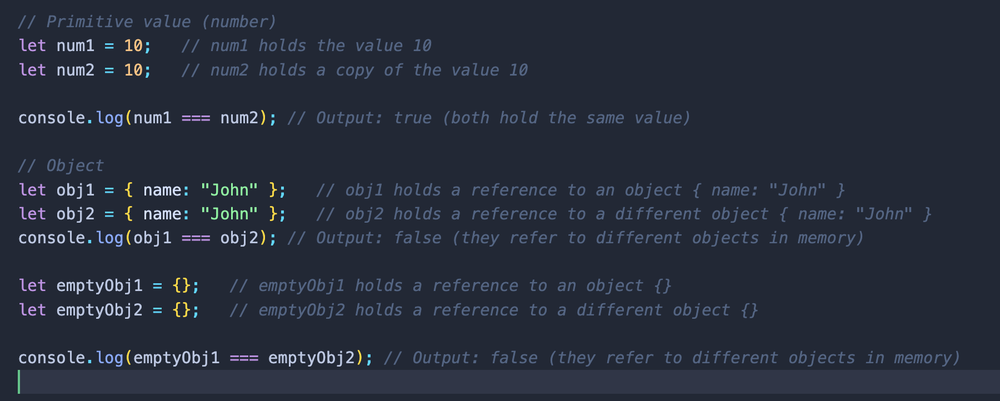 // Primitive value (number)
let num1 = 10;   // num1 holds the value 10
let num2 = 10;   // num2 holds a copy of the value 10
console.log(num1 === num2); // Output: true (both hold the same value)
// Object
let obj1 = { name: "John" };   // obj1 holds a reference to an object { name: "John" }
let obj2 = { name: "John" };   // obj2 holds a reference to a different object { name: "John" }
console.log(obj1 === obj2); // Output: false (they refer to different objects in memory)
let emptyObj1 = {};   // emptyObj1 holds a reference to an object {}
let emptyObj2 = {};   // emptyObj2 holds a reference to a different object {}
console.log(emptyObj1 === emptyObj2); // Output: false (they refer to different objects in memory)